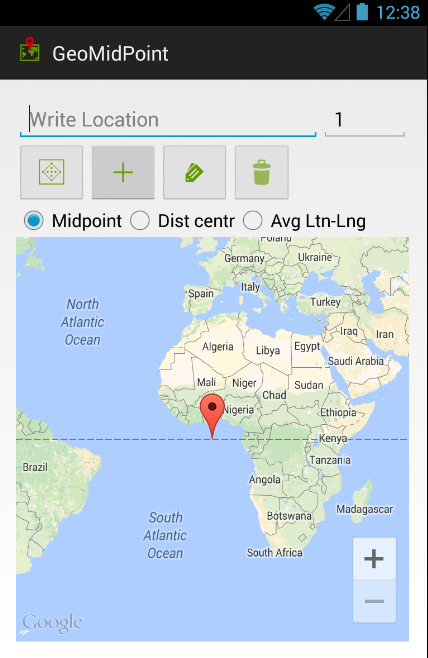 12:38
GeoMidPoint
Write Location
1
Midpoint
Dist centr
Avg Ltn-Lng
Poland
Germany
Ukraine
Italy
Spain
Turkey
North
Atlantic
Ocean
Iraq
Iran
Algeria
Libya
Egypt
Saudi Arabia
Mali
Niger
Chad
Sudan
Nigeria
Ethiopia
Kenya
Brazil
Tanzania
Angola
South
Atlantic
Ocean
Botswana
Madagascar
South Africa
Google